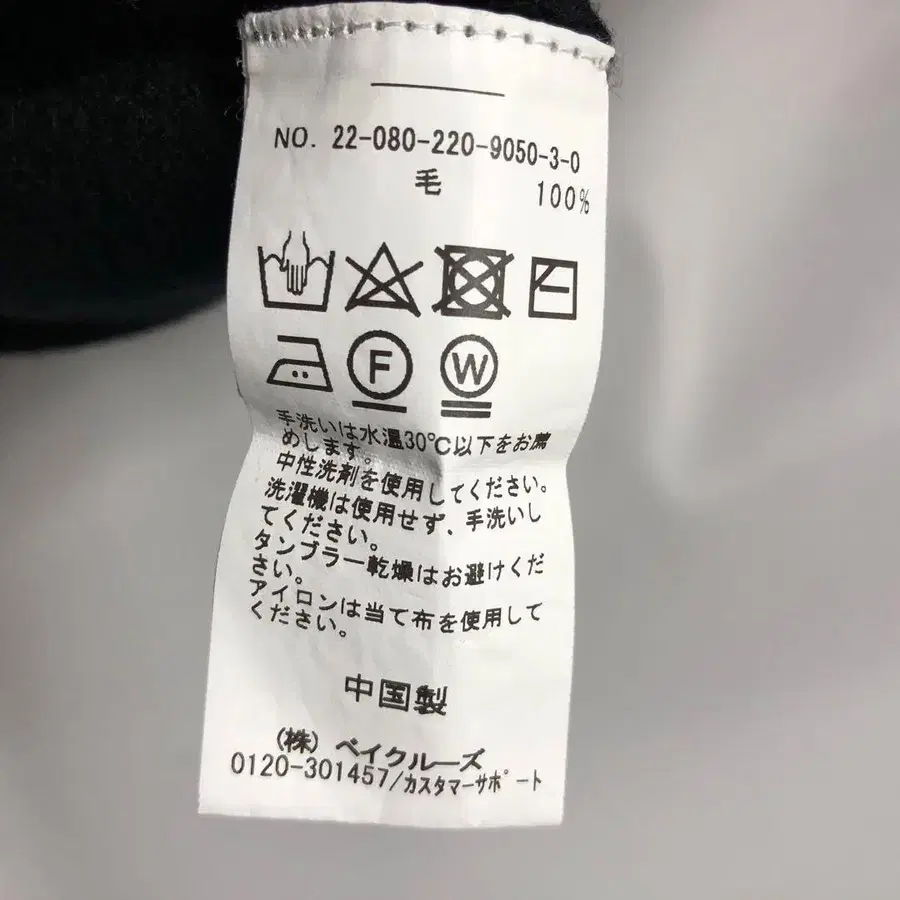 NO. 22-080-220-9050-3-0
毛 100%
F W
手洗いは水温30℃以下をお薦
めします。
中性洗剤を使用してください。
洗濯機は使用せず、手洗いし
てください。
タンブラー乾燥はお避けくだ
さい。
アイロンは当て布を使用して
ください。
中国製
(株) ベイクルーズ
0120-301457/カスタマーサポート